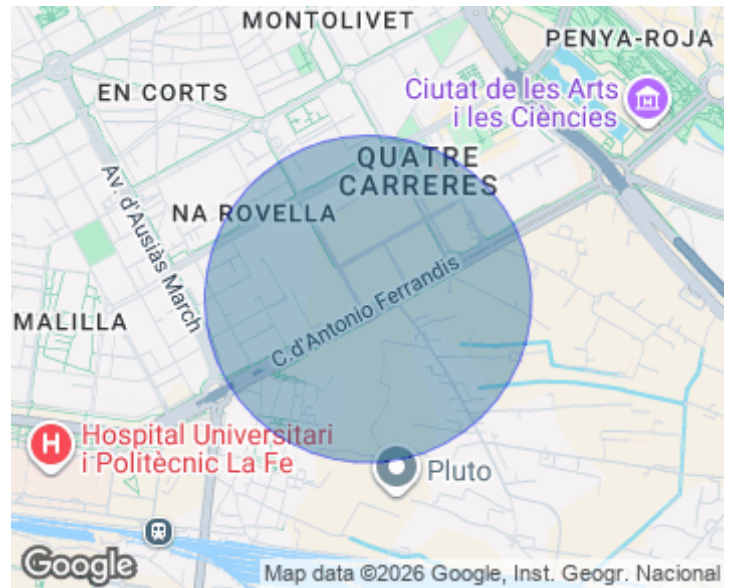 MONTOLIVET
PENYA-ROJA
EN CORTS
Ciutat de les Arts
i les Ciències
QUATRE
CARRERES
NA ROVELLA
Av. d'Ausiàs March
C.d'Antonio Ferrandis
MALILLA
H
Hospital Universitari
i Politècnic La Fe
Pluto
Google
Map data ©2026 Google, Inst. Geogr. Nacional